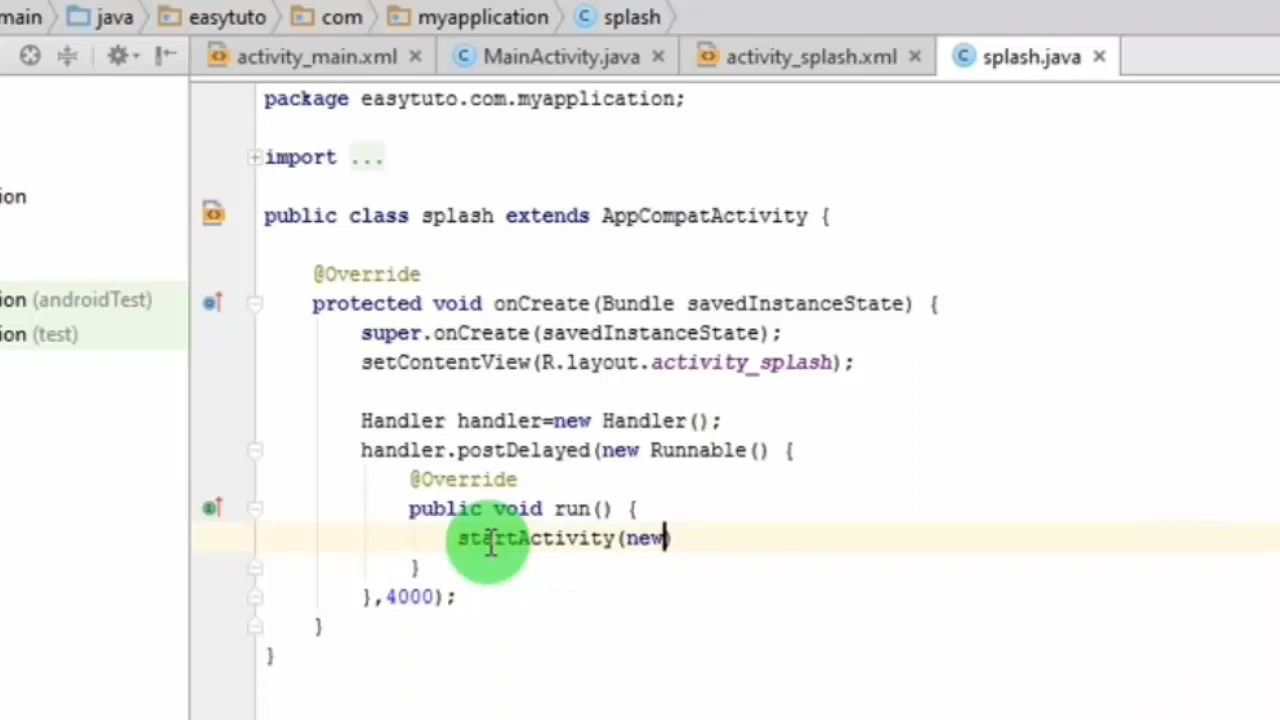 main java easytuto com myapplication splash
activity_main.xml MainActivity.java activity_splash.xml splash.java
package easytuto.com.myapplication;
import ...
ion
public class splash extends AppCompatActivity {
@Override
ion (androidTest)
protected void onCreate(Bundle savedInstanceState) {
ion (test)
super.onCreate(savedInstanceState);
setContentView(R.layout.activity_splash);
Handler handler=new Handler();
handler.postDelayed(new Runnable() {
@Override
public void run() {
startActivity(new)
}
},4000);
}
}